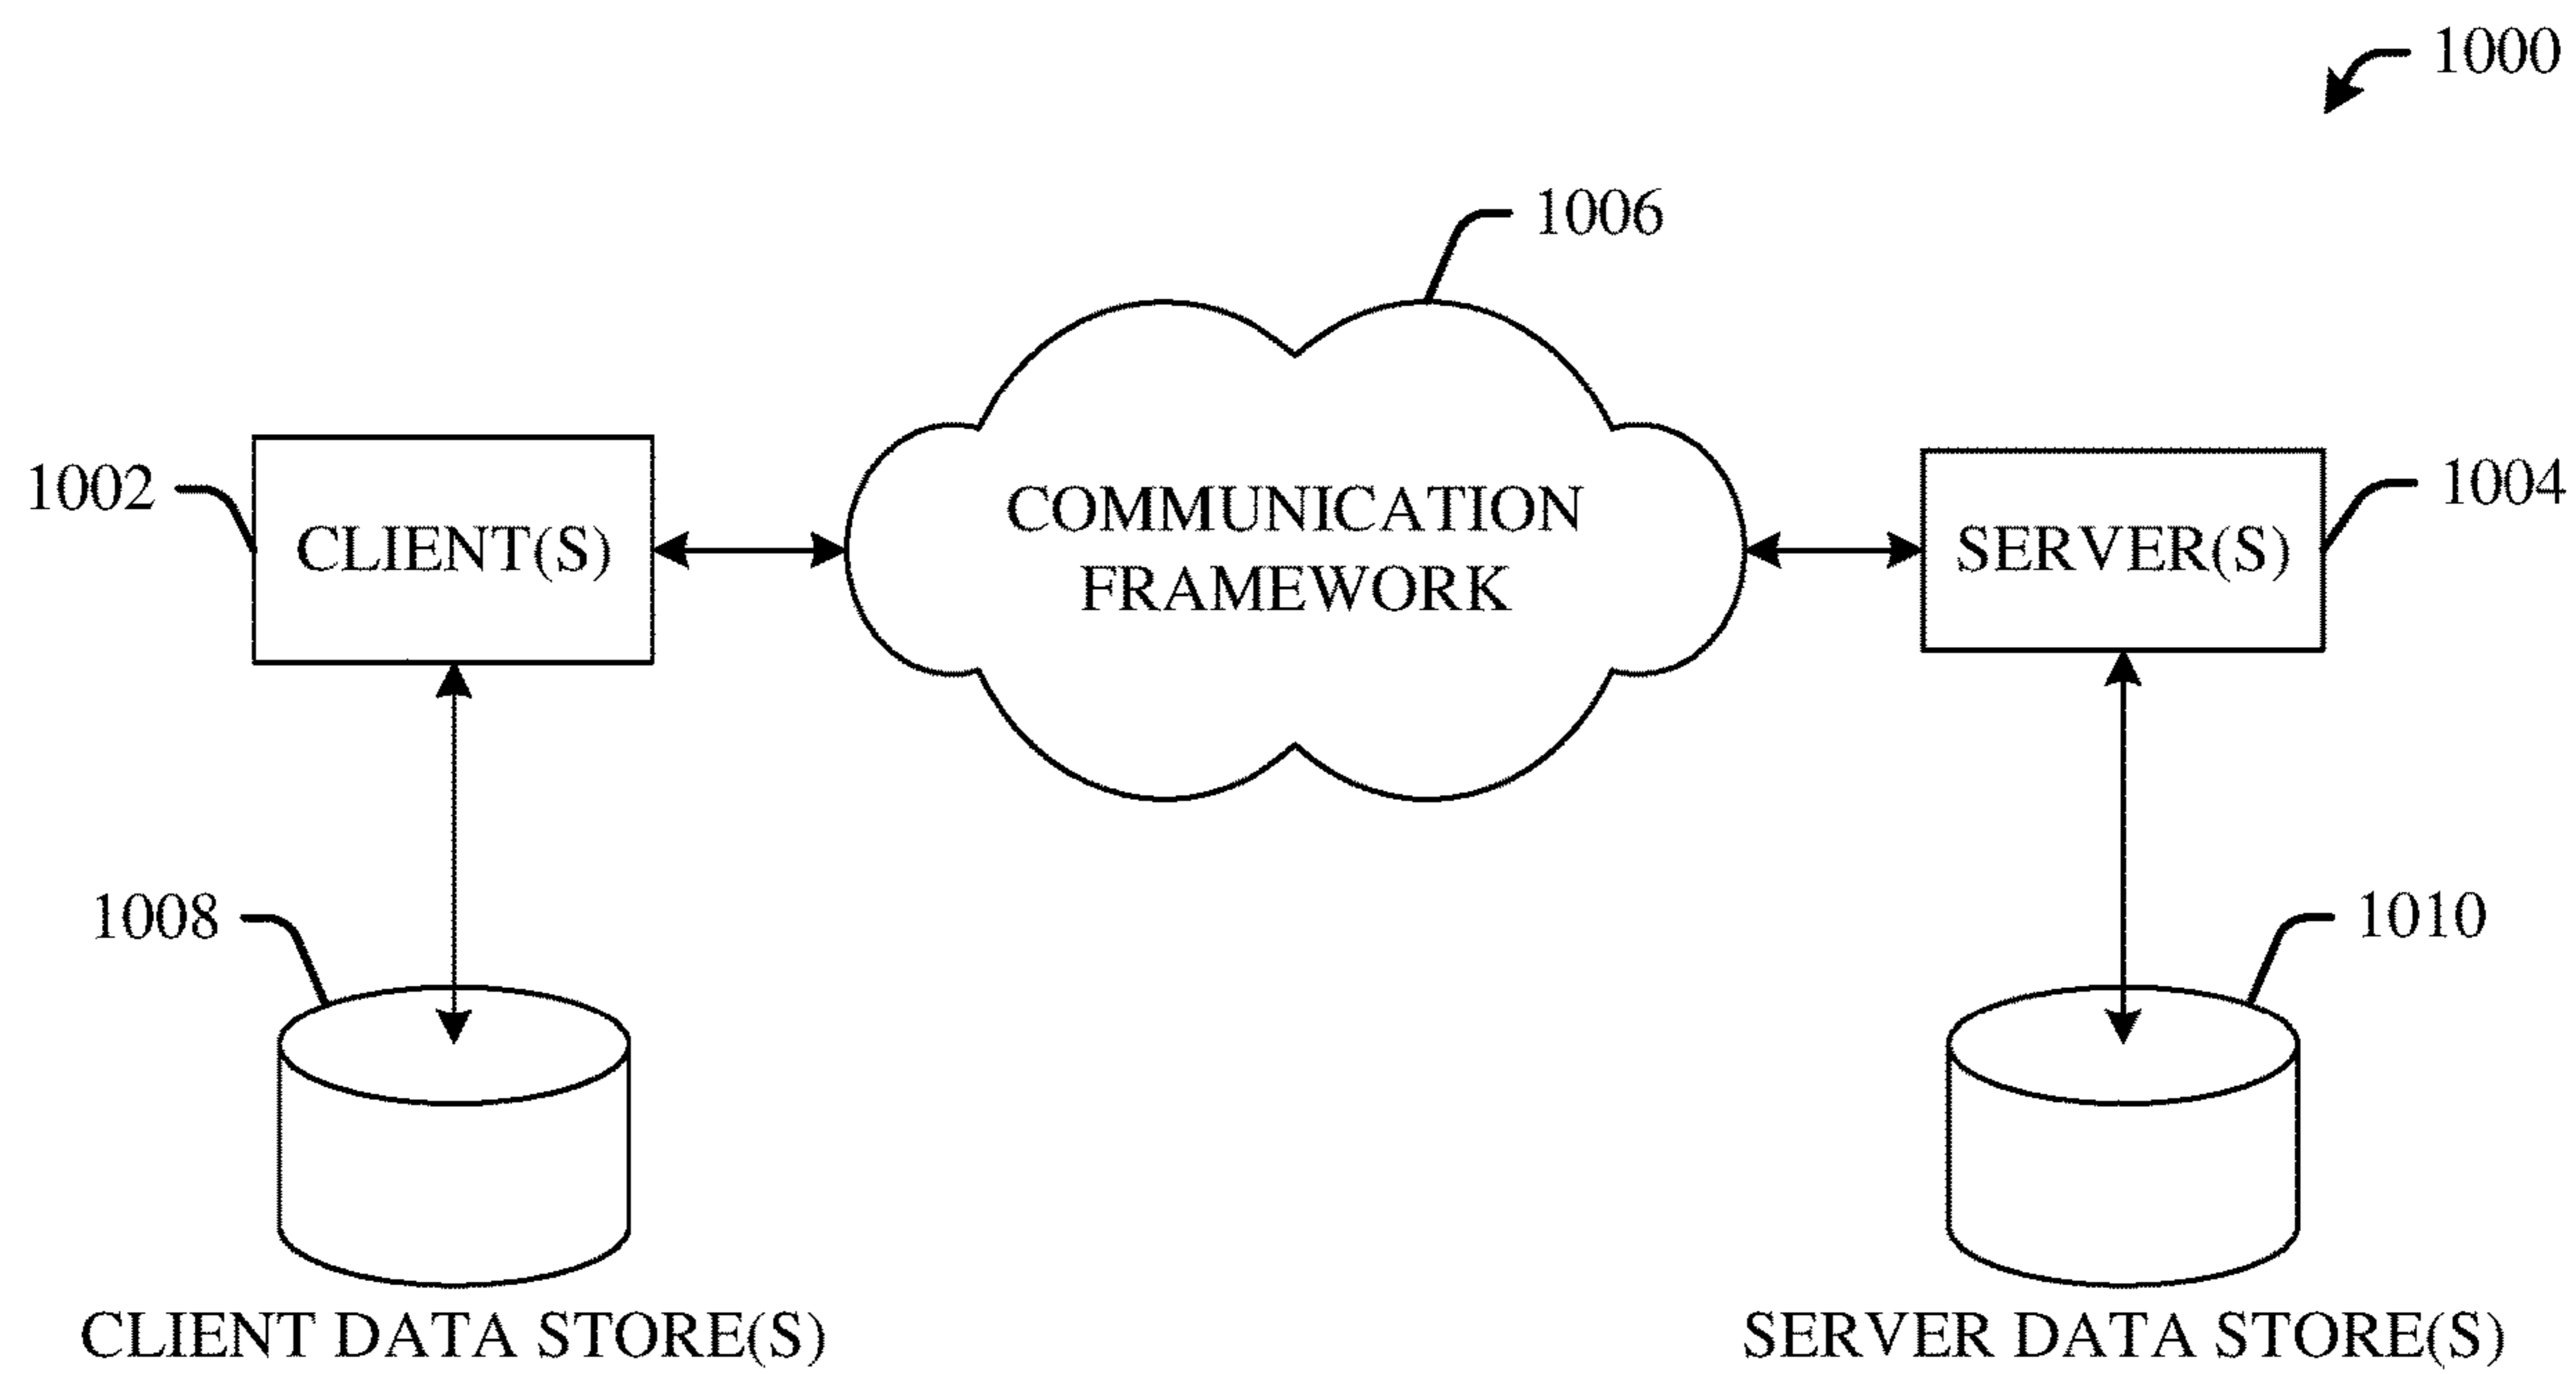 1000
1006
1002
CLIENT(S)
COMMUNICATION
FRAMEWORK
SERVER(S)
1004
1008
1010
CLIENT DATA STORE(S)
SERVER DATA STORE(S)